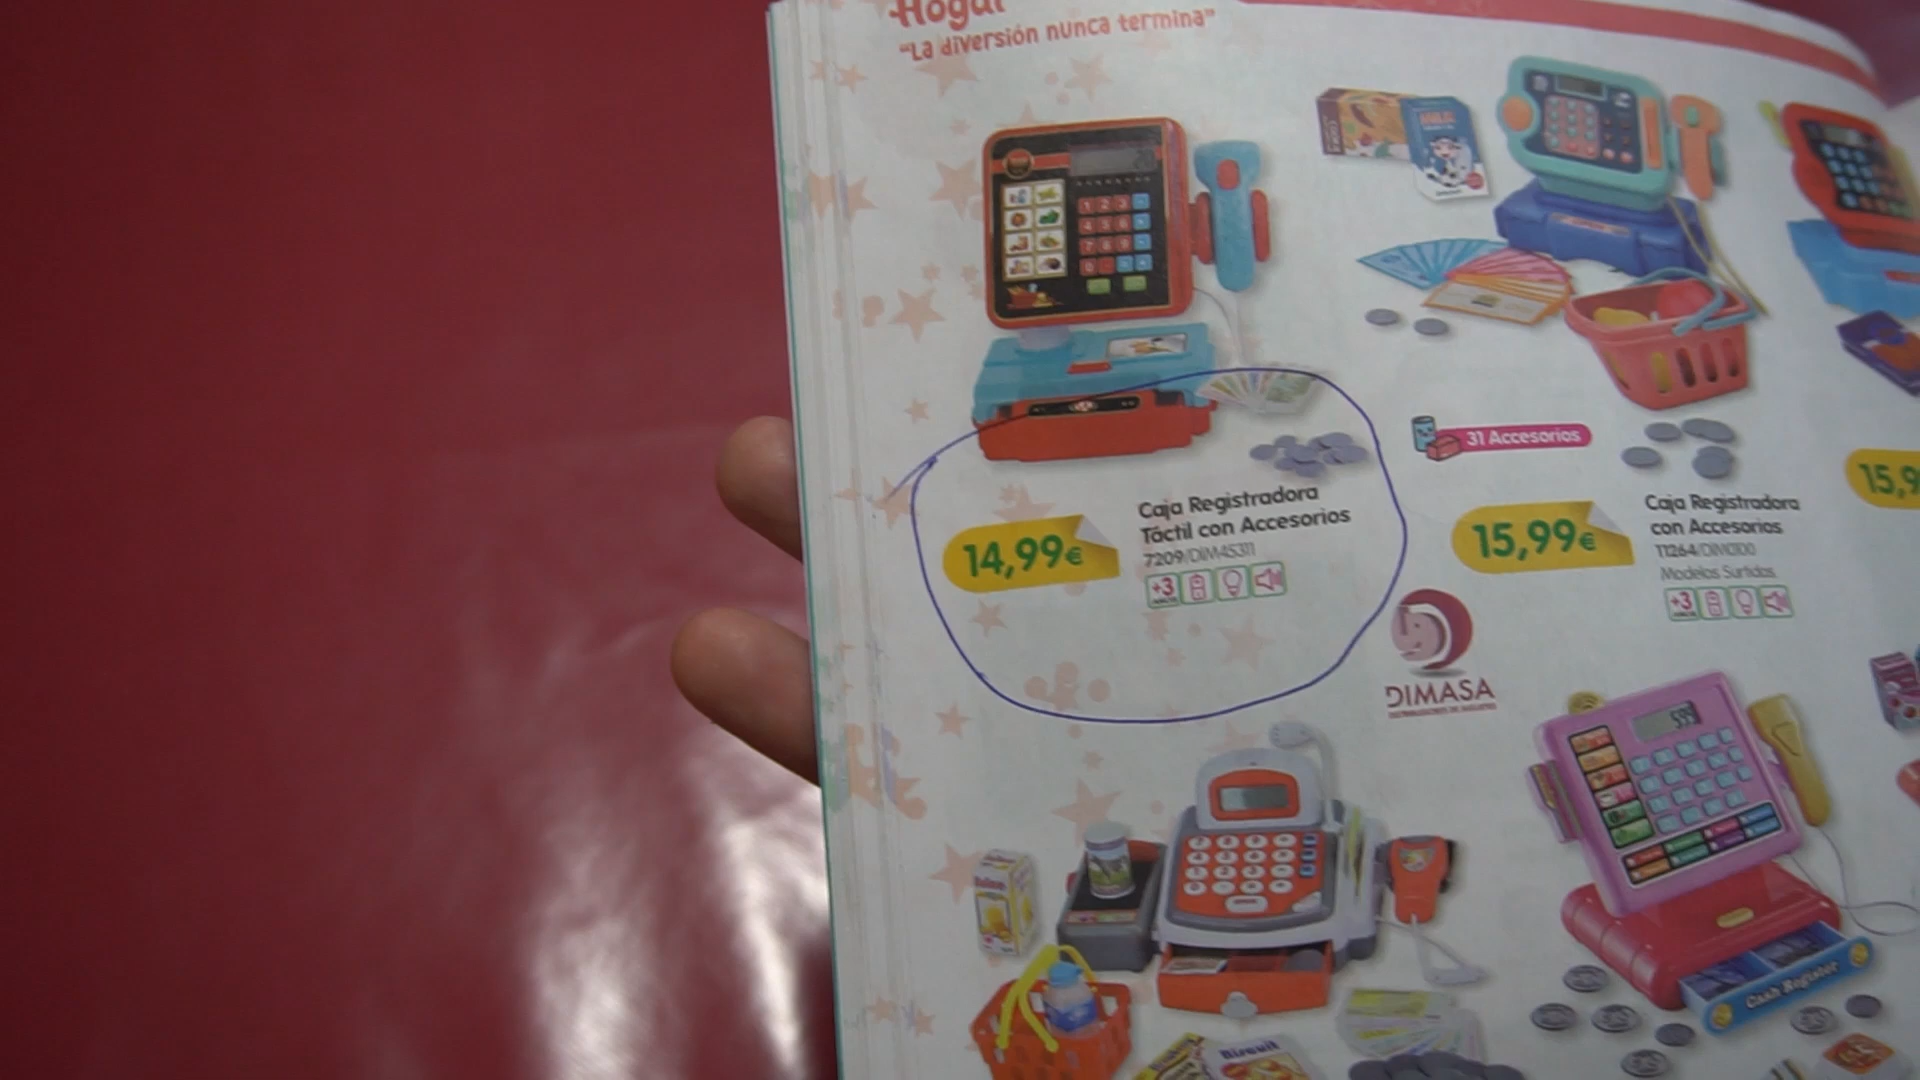 Hogar
"La diversión nunca termina"
31 Accesorios
14,99€
Caja Registradora
Táctil con Accesorios
7209/DIM45311
+3
15,99€
Caja Registradora
con Accesorios
Modelos Surtidos
+3
15,9
DIMASA
599
Biscuit
Cash Register